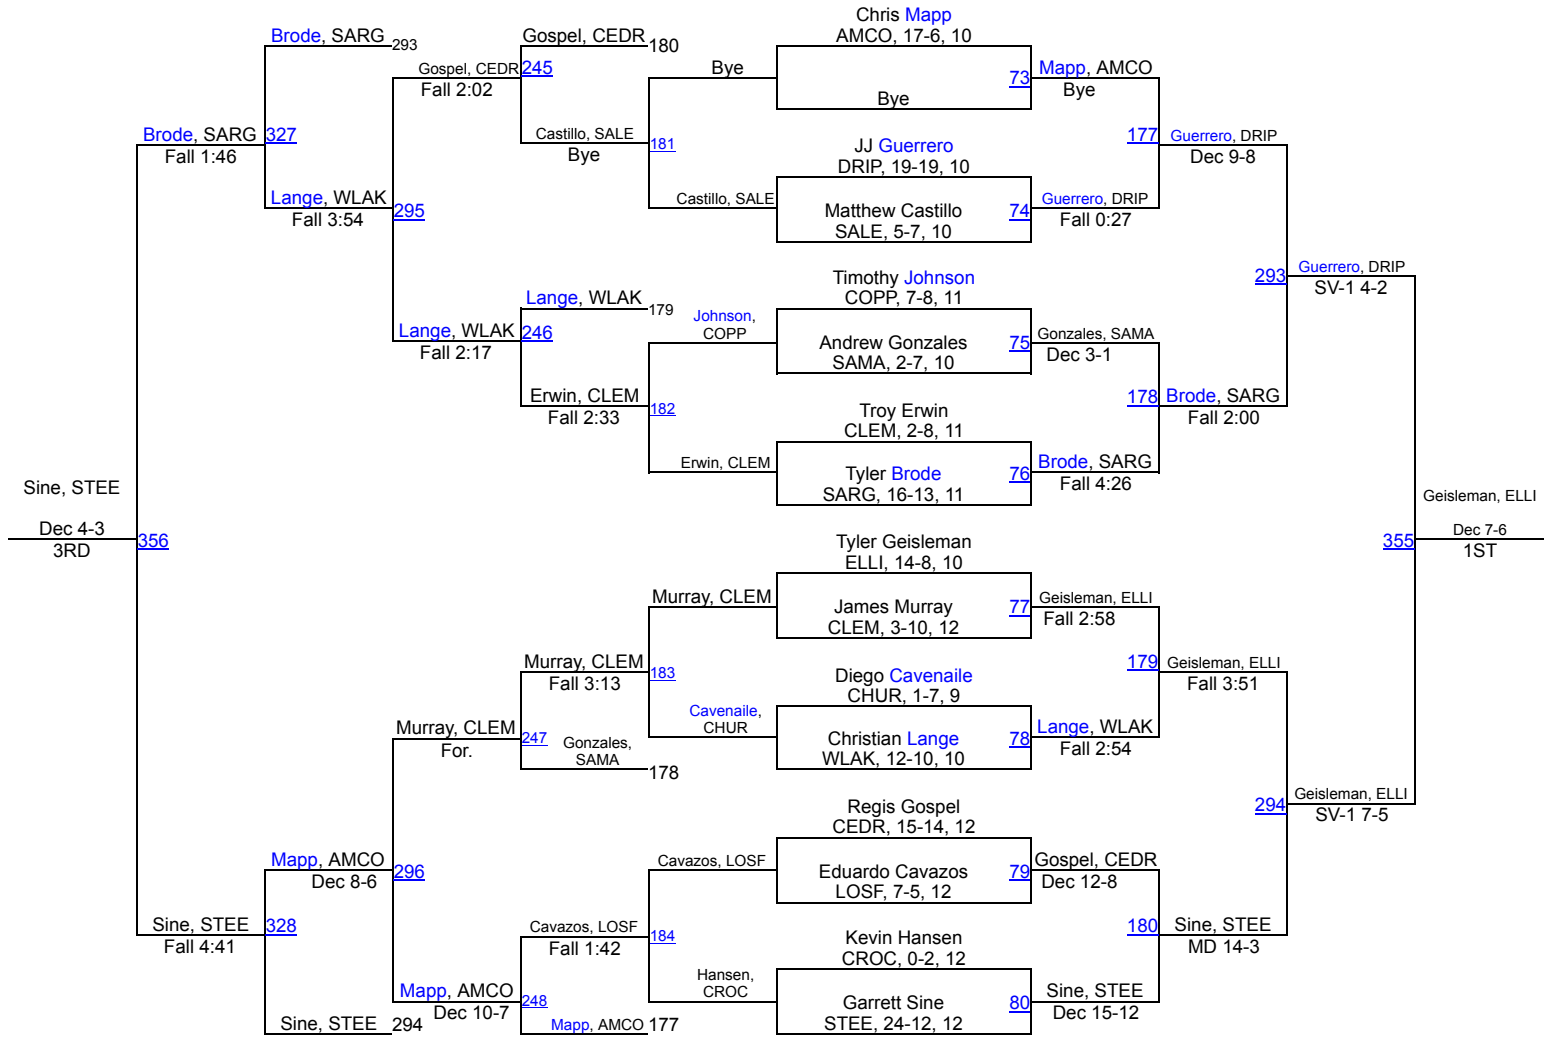 Chris Mapp
Brode, SARG 293
Gospel, CEDR 180
AMCO, 17-6, 10
Gospel, CEDR 245
Fall 2:02
Bye
73
Mapp, AMCO
Bye
Bye
Brode, SARG 327
Fall 1:46
Castillo, SALE
Bye
181
JJ Guerrero
DRIP, 19-19, 10
177
Guerrero, DRIP
Dec 9-8
Lange, WLAK
Fall 3:54
295
Castillo, SALE
Matthew Castillo
SALE, 5-7, 10
74
Guerrero, DRIP
Fall 0:27
Timothy Johnson
COPP, 7-8, 11
293
Guerrero, DRIP
SV-1 4-2
Lange, WLAK
179
Lange, WLAK 246
Fall 2:17
Johnson,
COPP
Andrew Gonzales
SAMA, 2-7, 10
75
Gonzales, SAMA
Dec 3-1
Erwin, CLEM
Fall 2:33
182
Troy Erwin
CLEM, 2-8, 11
178
Brode, SARG
Fall 2:00
Erwin, CLEM
Tyler Brode
SARG, 16-13, 11
76
Brode, SARG
Fall 4:26
Sine, STEE
Dec 4-3
3RD
356
Geisleman, ELLI
Dec 7-6
1ST
355
Tyler Geisleman
ELLI, 14-8, 10
Murray, CLEM
James Murray
CLEM, 3-10, 12
77
Geisleman, ELLI
Fall 2:58
Murray, CLEM
Fall 3:13
183
Diego Cavenaile
CHUR, 1-7, 9
179
Geisleman, ELLI
Fall 3:51
Murray, CLEM
For.
247
Gonzales,
SAMA
178
Cavenaile,
CHUR
Christian Lange
WLAK, 12-10, 10
78
Lange, WLAK
Fall 2:54
Regis Gospel
CEDR, 15-14, 12
294
Geisleman, ELLI
SV-1 7-5
Mapp, AMCO
Dec 8-6
296
Cavazos, LOSF
Eduardo Cavazos
LOSF, 7-5, 12
79
Gospel, CEDR
Dec 12-8
Sine, STEE
Fall 4:41
328
Cavazos, LOSF
Fall 1:42
184
Kevin Hansen
CROC, 0-2, 12
180
Sine, STEE
MD 14-3
Mapp, AMCO
Dec 10-7
248
Hansen,
CROC
Garrett Sine
STEE, 24-12, 12
80
Sine, STEE
Dec 15-12
Sine, STEE 294
Mapp, AMCO 177